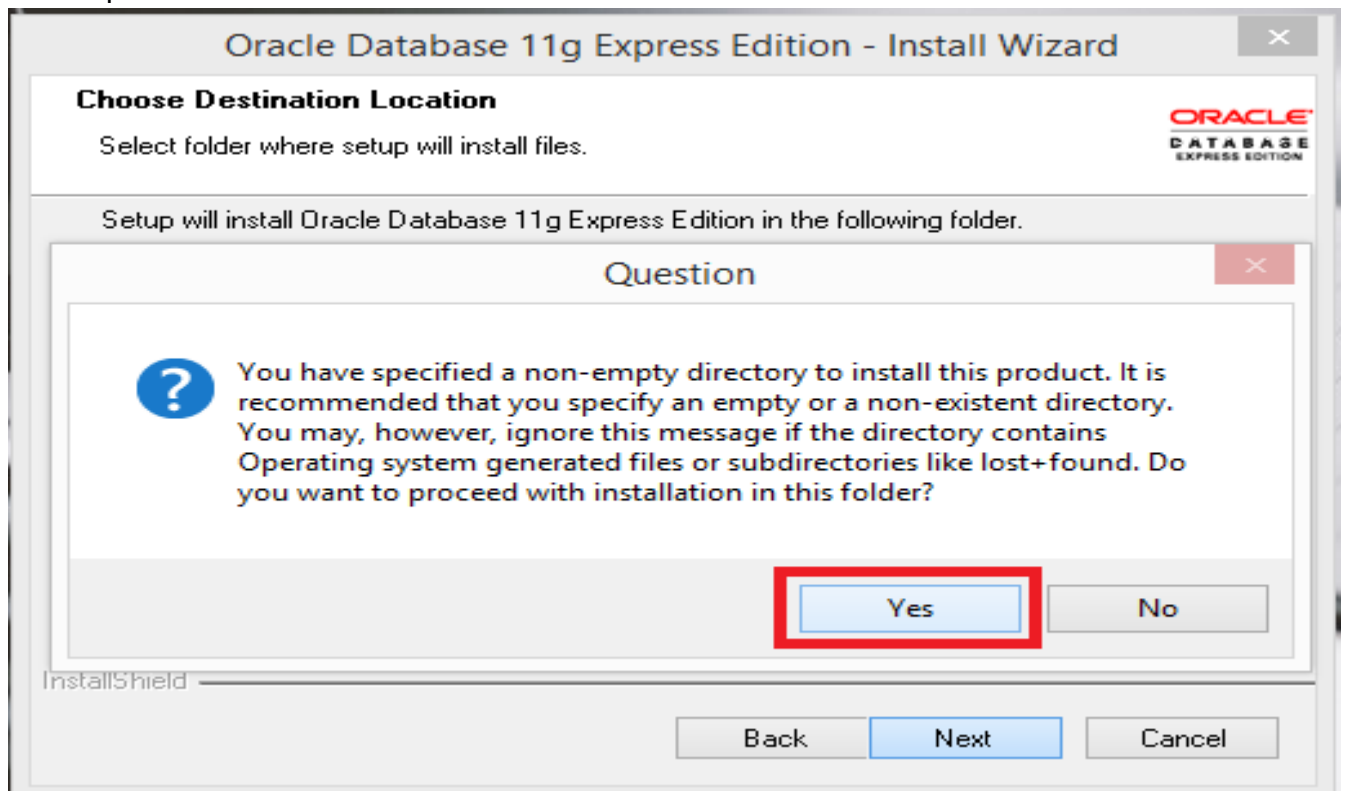 Oracle Database 11g Express Edition - Install Wizard
Choose Destination Location
Select folder where setup will install files.
ORACLE
DATABASE
EXPRESS EDITION
Setup will install Oracle Database 11g Express Edition in the following folder.
Question
You have specified a non-empty directory to install this product. It is
recommended that you specify an empty or a non-existent directory.
You may, however, ignore this message if the directory contains
Operating system generated files or subdirectories like lost+found. Do
you want to proceed with installation in this folder?
Yes No
InstallShield
Back Next Cancel